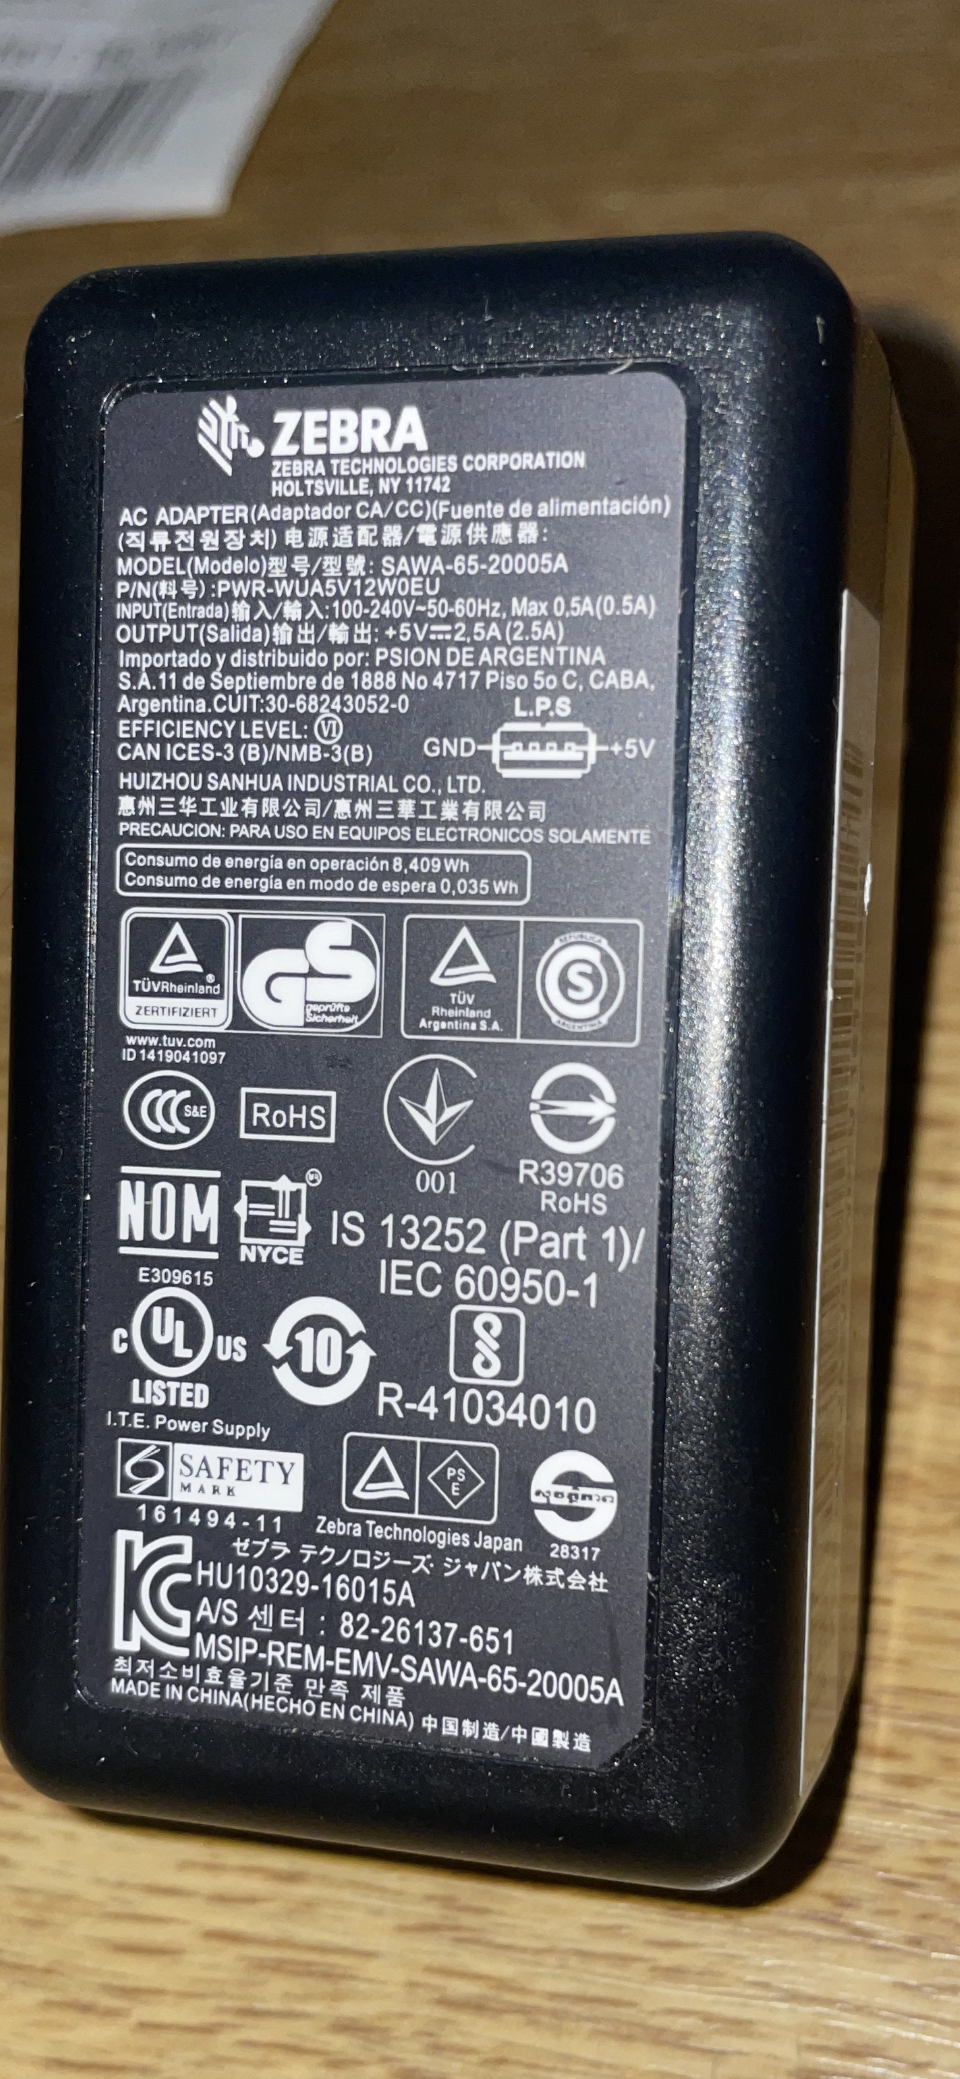 ZEBRA
ZEBRA TECHNOLOGIES CORPORATION
HOLTSVILLE, NY 11742
AC ADAPTER(Adaptador CA/CC)(Fuente de alimentación)
(직류전원장치) 电源适配器/電源供應器:
MODEL(Modelo)型号/型號: SAWA-65-20005A
P/N(料号):PWR-WUA5V12W0EU
INPUT(Entrada)输入/輸入:100-240V~50-60Hz, Max 0.5A(0.5A)
OUTPUT(Salida)输出/輸出: +5V⎓2,5A(2.5A)
Importado y distribuido por: PSION DE ARGENTINA
S.A.11 de Septiembre de 1888 No 4717 Piso 5o C, CABA,
Argentina.CUIT:30-68243052-0
L.P.S
EFFICIENCY LEVEL: VI
GND +5V
CAN ICES-3 (B)/NMB-3(B)
HUIZHOU SANHUA INDUSTRIAL CO., LTD.
惠州三华工业有限公司/惠州三華工業有限公司
PRECAUCION: PARA USO EN EQUIPOS ELECTRONICOS SOLAMENTE
Consumo de energía en operación 8,409 Wh
Consumo de energía en modo de espera 0,035 Wh
TÜVRheinland ®
ZERTIFIZIERT
GS
geprüfte
Sicherheit
TÜV
Rheinland
Argentina S.A.
REPUBLICA
S
ARGENTINA
www.tuv.com
ID 1419041097
CCC S&E
RoHS
001
R39706
RoHS
NOM
NYCE
IS 13252 (Part 1)/
IEC 60950-1
E309615
C UL US
LISTED
10
R-41034010
I.T.E. Power Supply
SAFETY
MARK
161494-11
PS
E
Zebra Technologies Japan
ゼブラ テクノロジーズ ジャパン株式会社
28317
HU10329-16015A
A/S 센터 : 82-26137-651
MSIP-REM-EMV-SAWA-65-20005A
최저소비효율기준 만족 제품
MADE IN CHINA(HECHO EN CHINA) 中国制造/中國製造